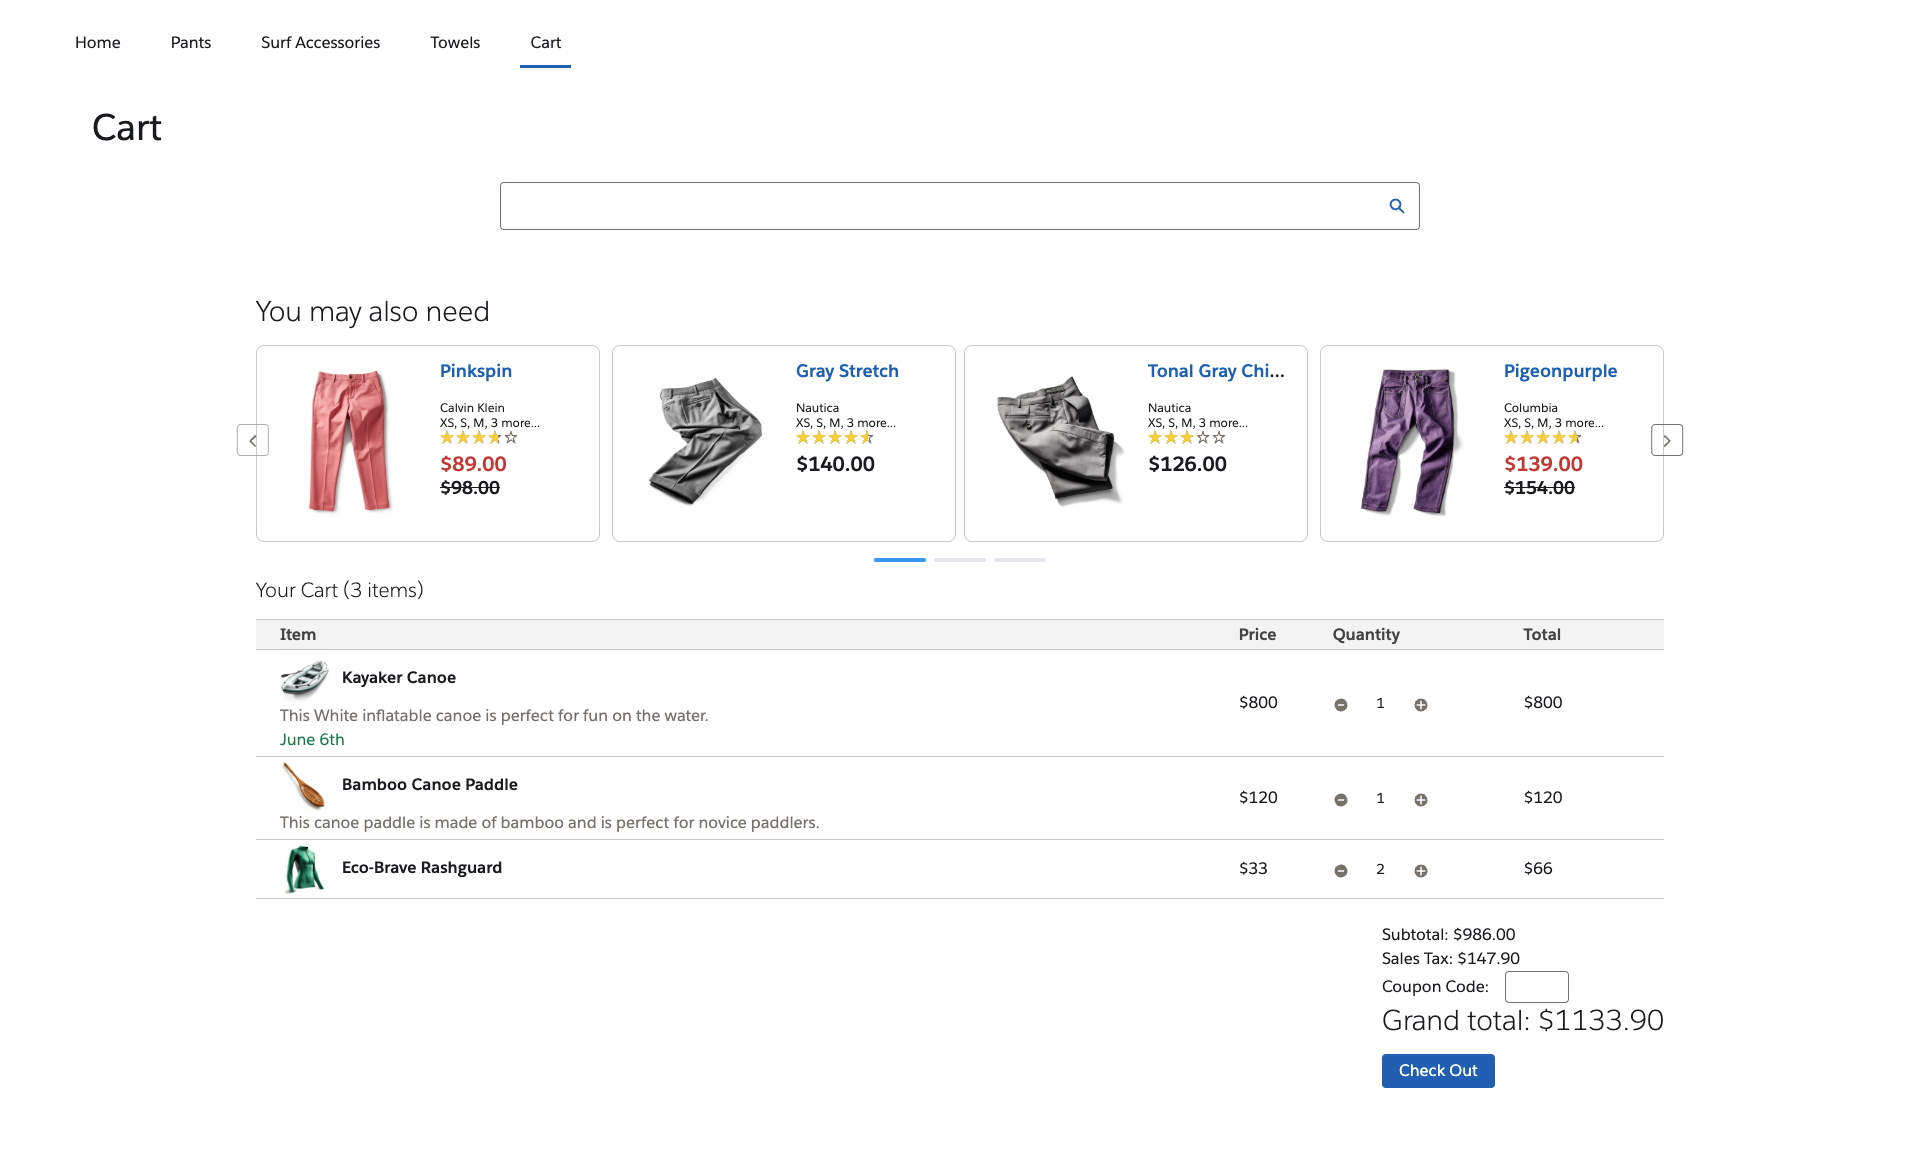 Home Pants Surf Accessories Towels Cart
Cart
You may also need
Pinkspin
Calvin Klein
XS, S, M, 3 more...
$89.00
$98.00
Gray Stretch
Nautica
XS, S, M, 3 more...
$140.00
Tonal Gray Chi...
Nautica
XS, S, M, 3 more...
$126.00
Pigeonpurple
Columbia
XS, S, M, 3 more...
$139.00
$154.00
Your Cart (3 items)
Item Price Quantity Total
Kayaker Canoe
This White inflatable canoe is perfect for fun on the water.
June 6th
$800 1 $800
Bamboo Canoe Paddle
This canoe paddle is made of bamboo and is perfect for novice paddlers.
$120 1 $120
Eco-Brave Rashguard
$33 2 $66
Subtotal: $986.00
Sales Tax: $147.90
Coupon Code:
Grand total: $1133.90
Check Out